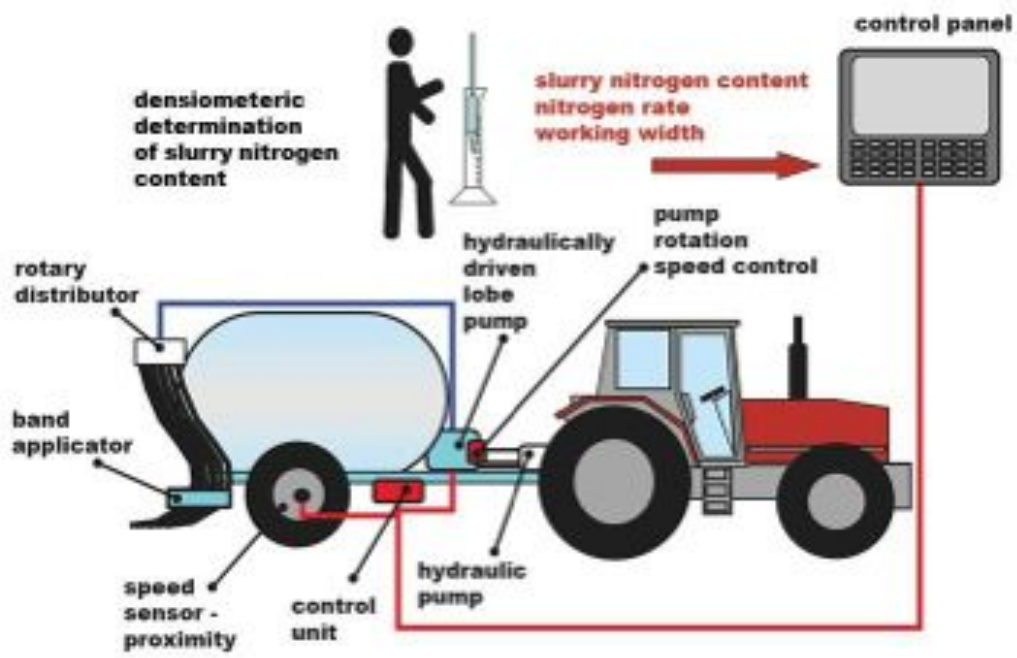 control panel
densiometeric
determination
of slurry nitrogen
content
slurry nitrogen content
nitrogen rate
working width
pump
rotation
speed control
hydraulically
driven
lobe
pump
rotary
distributor
band
applicator
speed
sensor -
proximity
control
unit
hydraulic
pump